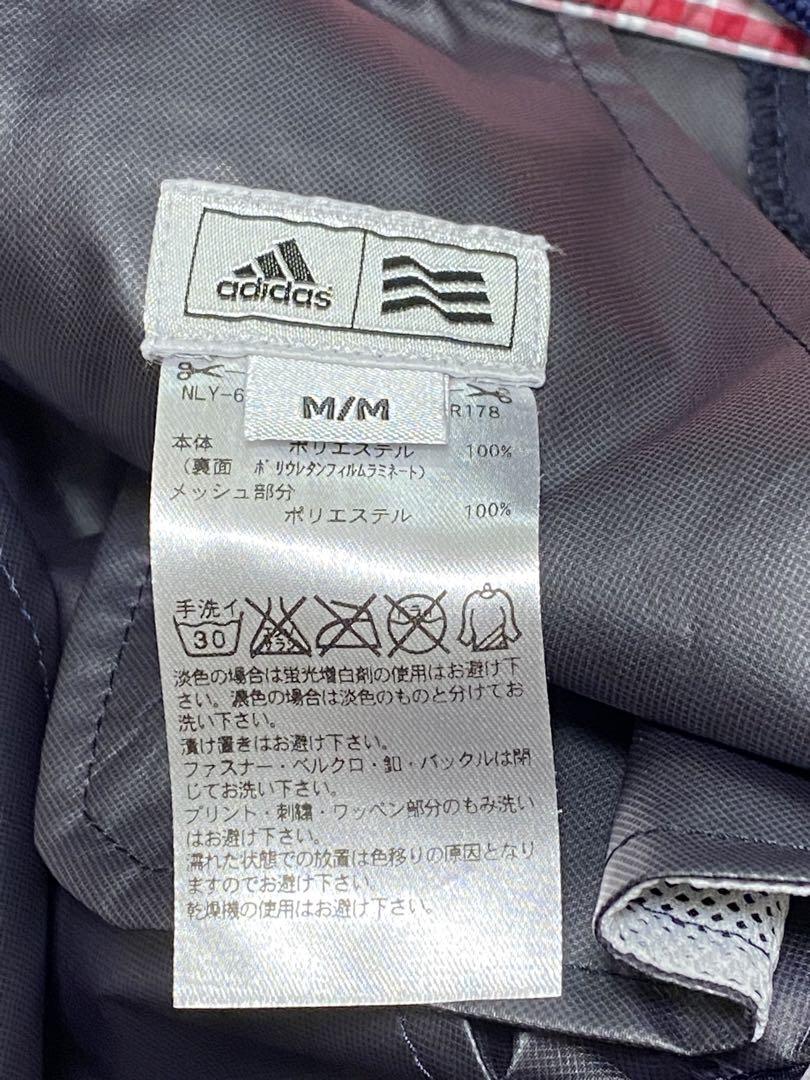 adidas
NLY-6
M/M
R178
本体 ポリエステル 100%
(裏面 ポリウレタンフィルムラミネート)
メッシュ部分
ポリエステル 100%
手洗イ
30
淡色の場合は蛍光増白剤の使用はお避け下
さい。濃色の場合は淡色のものと分けてお
洗い下さい。
漬け置きはお避け下さい。
ファスナー・ベルクロ・釦・バックルは閉
じてお洗い下さい。
プリント・刺繍・ワッペン部分のもみ洗い
はお避け下さい。
濡れた状態での放置は色移りの原因となり
ますのでお避け下さい。
乾燥機の使用はお避け下さい。